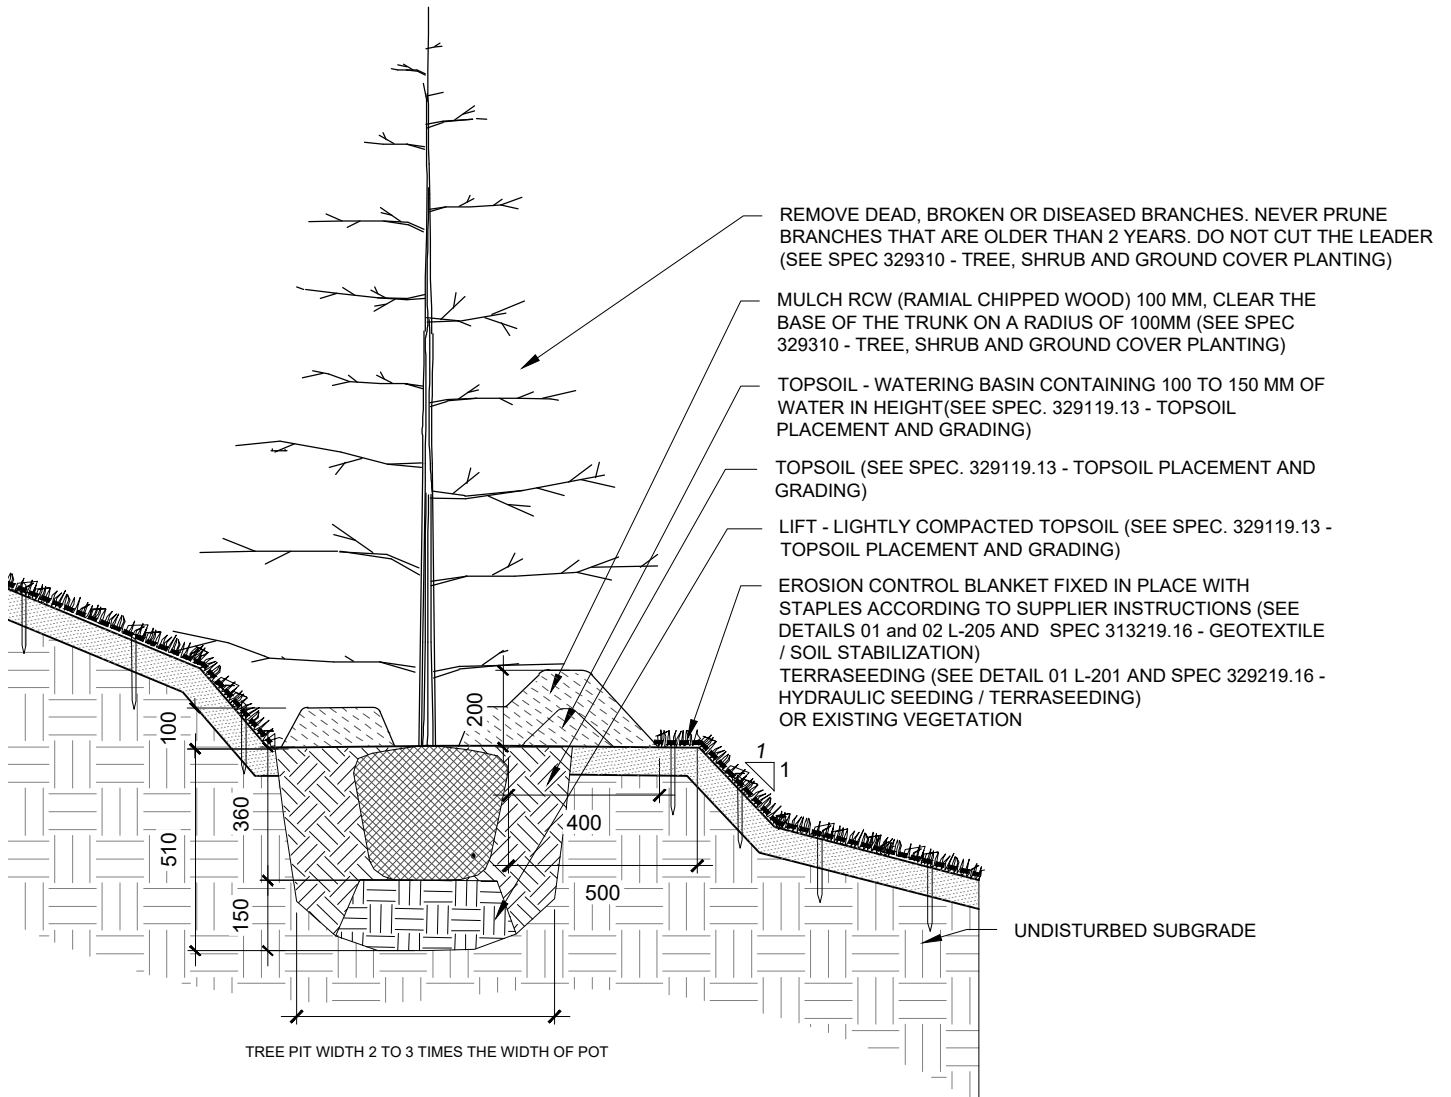 REMOVE DEAD, BROKEN OR DISEASED BRANCHES. NEVER PRUNE
BRANCHES THAT ARE OLDER THAN 2 YEARS. DO NOT CUT THE LEADER
(SEE SPEC 329310 - TREE, SHRUB AND GROUND COVER PLANTING)
MULCH RCW (RAMIAL CHIPPED WOOD) 100 MM, CLEAR THE
BASE OF THE TRUNK ON A RADIUS OF 100MM (SEE SPEC
329310 - TREE, SHRUB AND GROUND COVER PLANTING)
TOPSOIL - WATERING BASIN CONTAINING 100 TO 150 MM OF
WATER IN HEIGHT(SEE SPEC. 329119.13 - TOPSOIL
PLACEMENT AND GRADING)
TOPSOIL (SEE SPEC. 329119.13 - TOPSOIL PLACEMENT AND
GRADING)
LIFT - LIGHTLY COMPACTED TOPSOIL (SEE SPEC. 329119.13 -
TOPSOIL PLACEMENT AND GRADING)
EROSION CONTROL BLANKET FIXED IN PLACE WITH
STAPLES ACCORDING TO SUPPLIER INSTRUCTIONS (SEE
DETAILS 01 and 02 L-205 AND SPEC 313219.16 - GEOTEXTILE
/ SOIL STABILIZATION)
TERRASEEDING (SEE DETAIL 01 L-201 AND SPEC 329219.16 -
HYDRAULIC SEEDING / TERRASEEDING)
OR EXISTING VEGETATION
100
200
1
1
360
510
400
500
150
UNDISTURBED SUBGRADE
TREE PIT WIDTH 2 TO 3 TIMES THE WIDTH OF POT